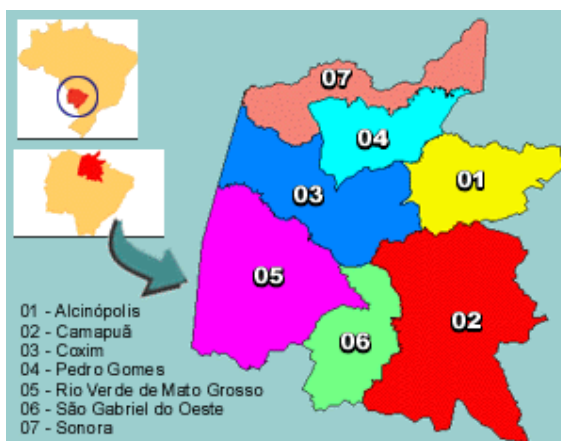 07
04
01
03
05
02
06
01 - Alcinópolis
02 - Camapuã
03 - Coxim
04 - Pedro Gomes
05 - Rio Verde de Mato Grosso
06 - São Gabriel do Oeste
07 - Sonora